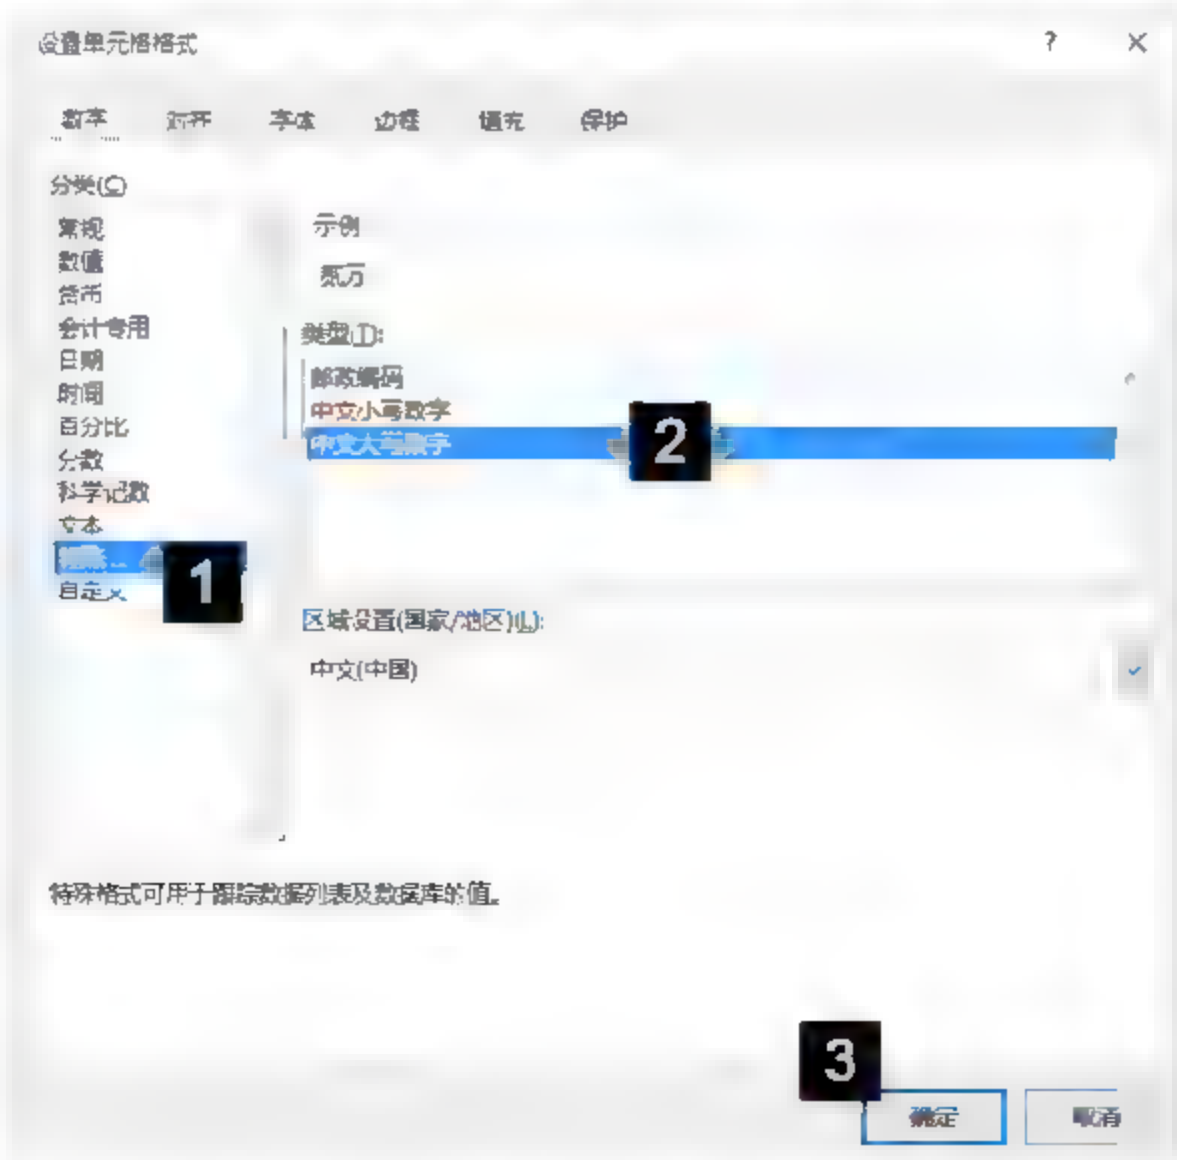 设置单元格格式
?
数字 对齐 字体 边框 填充 保护
分类(C)
常规
数值
货币
会计专用
日期
时间
百分比
分数
科学记数
文本
自定义
示例
类型(T):
邮政编码
中文小写数字
中文大写数字
1
2
区域设置(国家/地区)(L):
中文(中国)
特殊格式可用于跟踪数据列表及数据库的值。
3
确定 取消